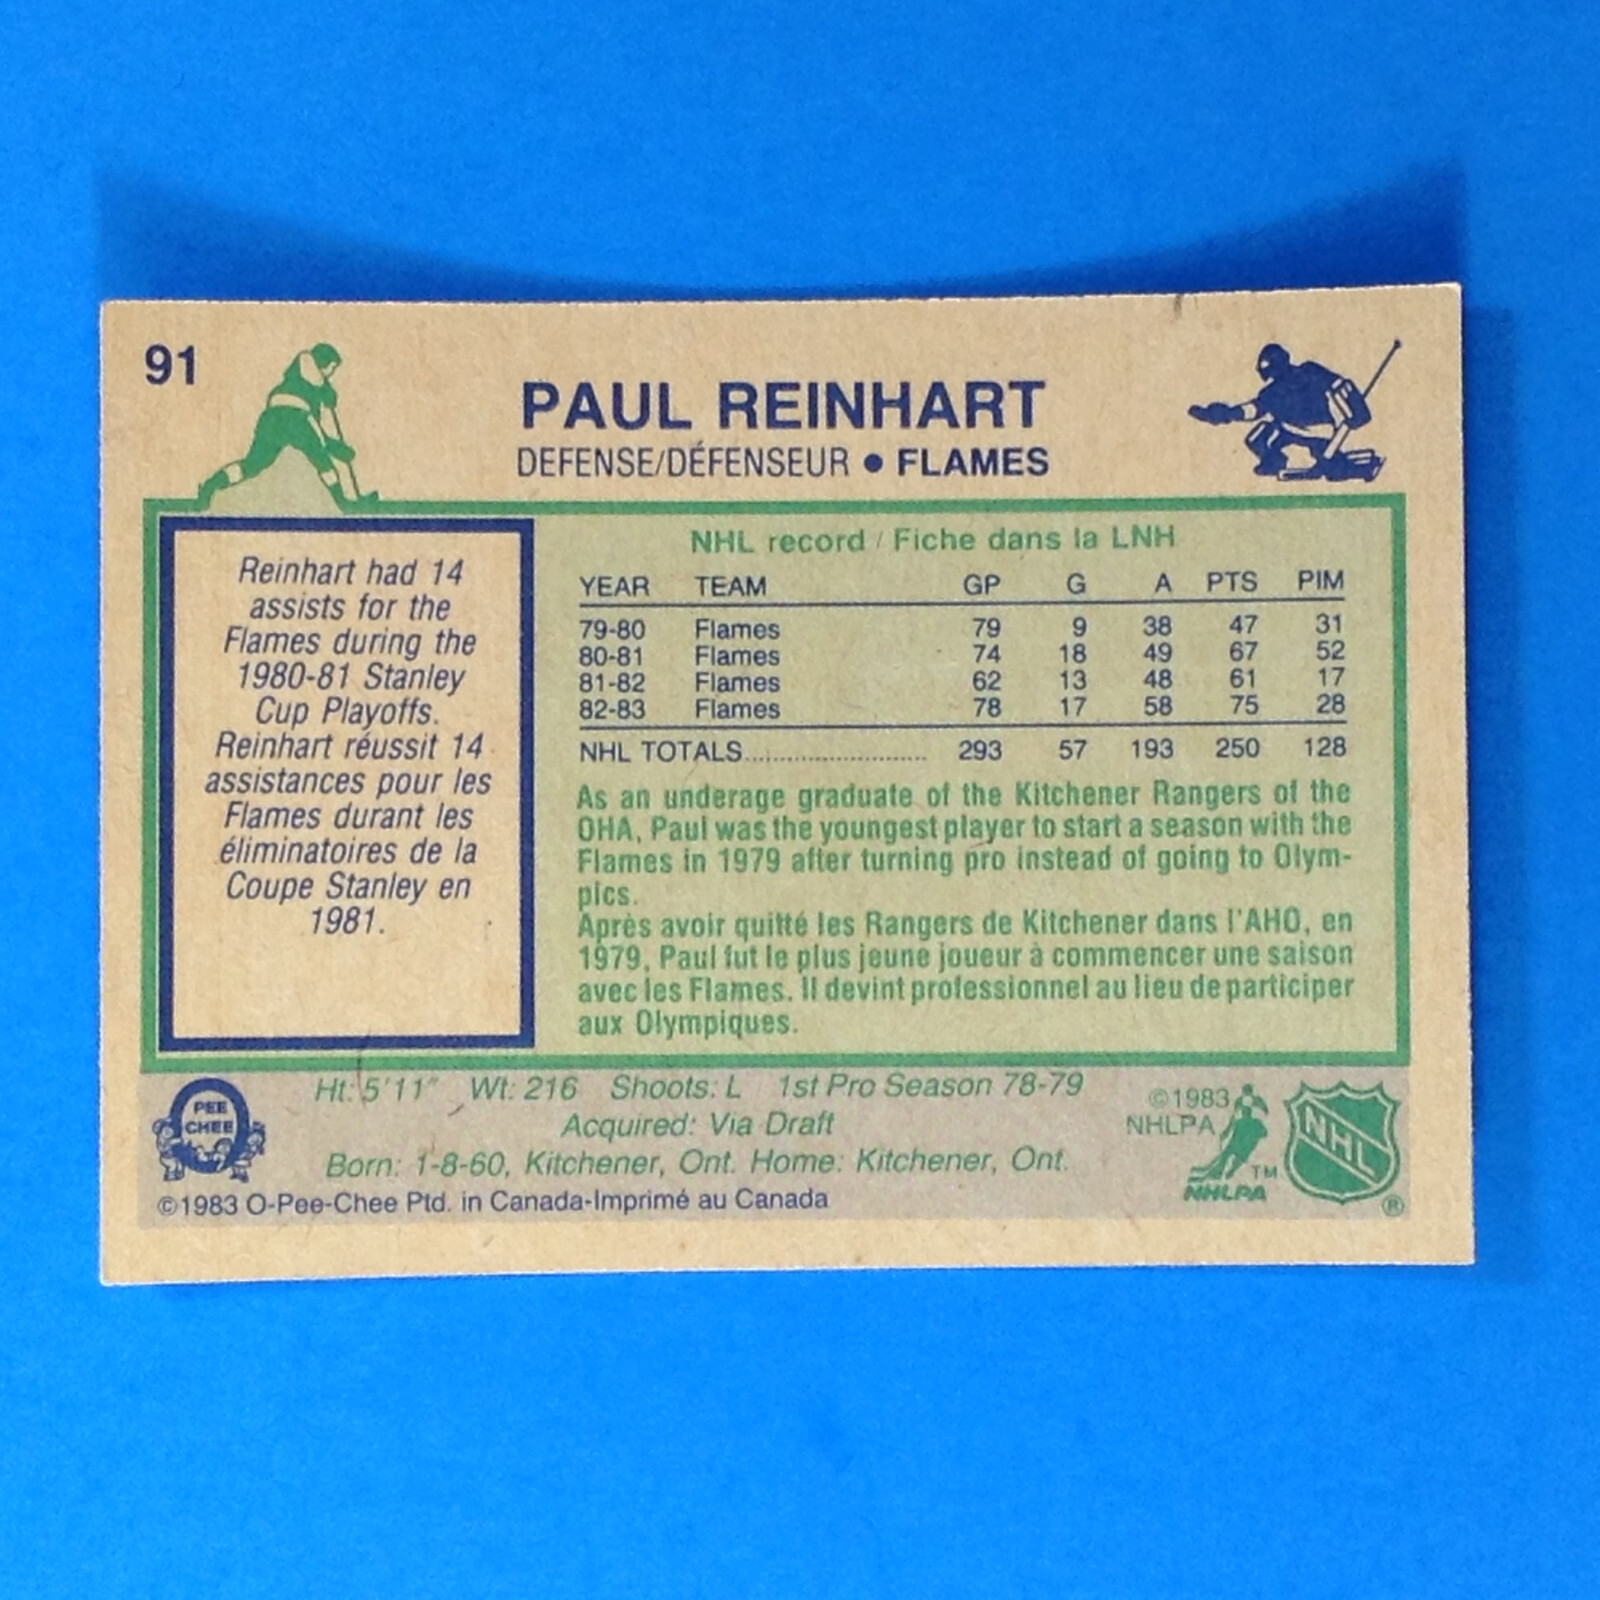 91
PAUL REINHART
DEFENSE/DÉFENSEUR • FLAMES
Reinhart had 14
assists for the
Flames during the
1980-81 Stanley
Cup Playoffs.
Reinhart réussit 14
assistances pour les
Flames durant les
éliminatoires de la
Coupe Stanley en
1981.
NHL record / Fiche dans la LNH
YEAR TEAM GP G A PTS PIM
79-80 Flames 79 9 38 47 31
80-81 Flames 74 18 49 67 52
81-82 Flames 62 13 48 61 17
82-83 Flames 78 17 58 75 28
NHL TOTALS........................... 293 57 193 250 128
As an underage graduate of the Kitchener Rangers of the
OHA, Paul was the youngest player to start a season with the
Flames in 1979 after turning pro instead of going to Olym-
pics.
Après avoir quitté les Rangers de Kitchener dans l'AHO, en
1979, Paul fut le plus jeune joueur à commencer une saison
avec les Flames. Il devint professionnel au lieu de participer
aux Olympiques.
Ht: 5'11" Wt: 216 Shoots: L 1st Pro Season 78-79
Acquired: Via Draft
Born: 1-8-60, Kitchener, Ont. Home: Kitchener, Ont.
©1983 O-Pee-Chee Ptd. in Canada-Imprimé au Canada
PEE
CHEE
©1983
NHLPA
TM
NHLPA
NHL
®